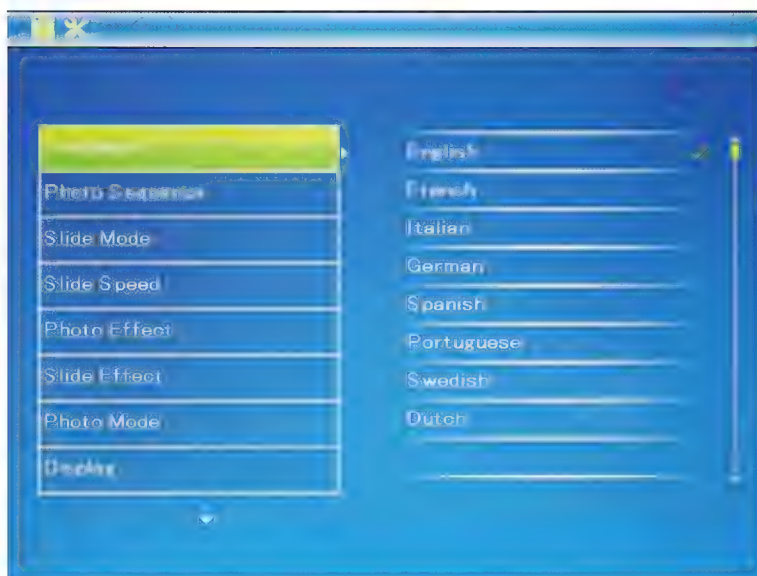 Photo Sequence
Slide Mode
Slide Speed
Photo Effect
Slide Effect
Photo Mode
Display
English
French
Italian
German
Spanish
Portuguese
Swedish
Dutch